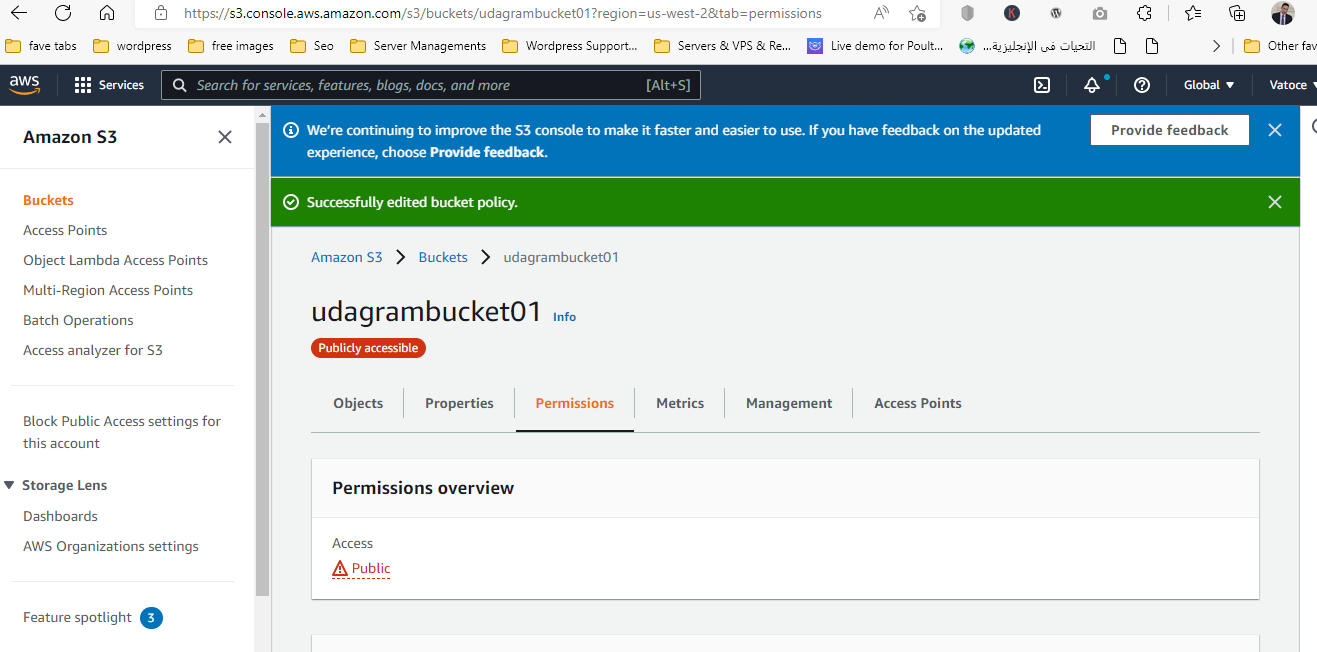 https://s3.console.aws.amazon.com/s3/buckets/udagrambucket01?region=us-west-2&tab=permissions
fave tabs wordpress free images Seo Server Managements Wordpress Support... Servers & VPS & Re... Live demo for Poult... التحيات في الإنجليزية... Other fav
aws Services Search for services, features, blogs, docs, and more [Alt+S] Global Vatoce
Amazon S3
Buckets
Access Points
Object Lambda Access Points
Multi-Region Access Points
Batch Operations
Access analyzer for S3
Block Public Access settings for
this account
Storage Lens
Dashboards
AWS Organizations settings
Feature spotlight 3
We're continuing to improve the S3 console to make it faster and easier to use. If you have feedback on the updated
experience, choose Provide feedback.
Provide feedback
Successfully edited bucket policy.
Amazon S3 Buckets udagrambucket01
udagrambucket01 Info
Publicly accessible
Objects Properties Permissions Metrics Management Access Points
Permissions overview
Access
Public